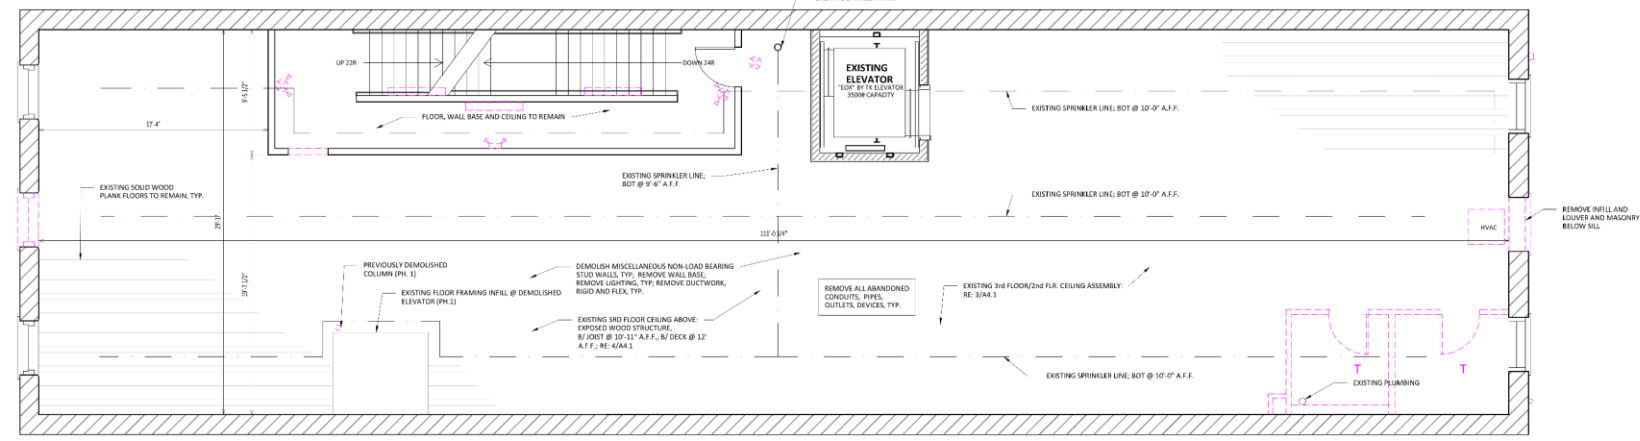 UP 22R
DOWN 24R
EXISTING
ELEVATOR
"EOX" BY TK ELEVATOR
3500# CAPACITY
9'-5 1/2"
EXISTING SPRINKLER LINE; BOT @ 10'-0" A.F.F.
FLOOR, WALL BASE AND CEILING TO REMAIN
17'-4"
EXISTING SPRINKLER LINE;
BOT @ 9'-6" A.F.F.
EXISTING SOLID WOOD
PLANK FLOORS TO REMAIN, TYP.
EXISTING SPRINKLER LINE; BOT @ 10'-0" A.F.F.
REMOVE INFILL AND
LOUVER AND MASONRY
BELOW SILL
29'-1"
HVAC
111'-0 3/4"
PREVIOUSLY DEMOLISHED
COLUMN (PH. 1)
DEMOLISH MISCELLANEOUS NON-LOAD BEARING
STUD WALLS, TYP; REMOVE WALL BASE;
REMOVE LIGHTING, TYP; REMOVE DUCTWORK,
RIGID AND FLEX, TYP.
19'-7 1/2"
EXISTING FLOOR FRAMING INFILL @ DEMOLISHED
ELEVATOR (PH.1)
REMOVE ALL ABANDONED
CONDUITS, PIPES,
OUTLETS, DEVICES, TYP.
EXISTING 3rd FLOOR/2nd FLR. CEILING ASSEMBLY:
RE: 3/A4.1
EXISTING 3RD FLOOR CEILING ABOVE:
EXPOSED WOOD STRUCTURE,
B/ JOIST @ 10'-11" A.F.F.; B/ DECK @ 12'
A.F.F.; RE: 4/A4.1
EXISTING SPRINKLER LINE; BOT @ 10'-0" A.F.F.
EXISTING PLUMBING